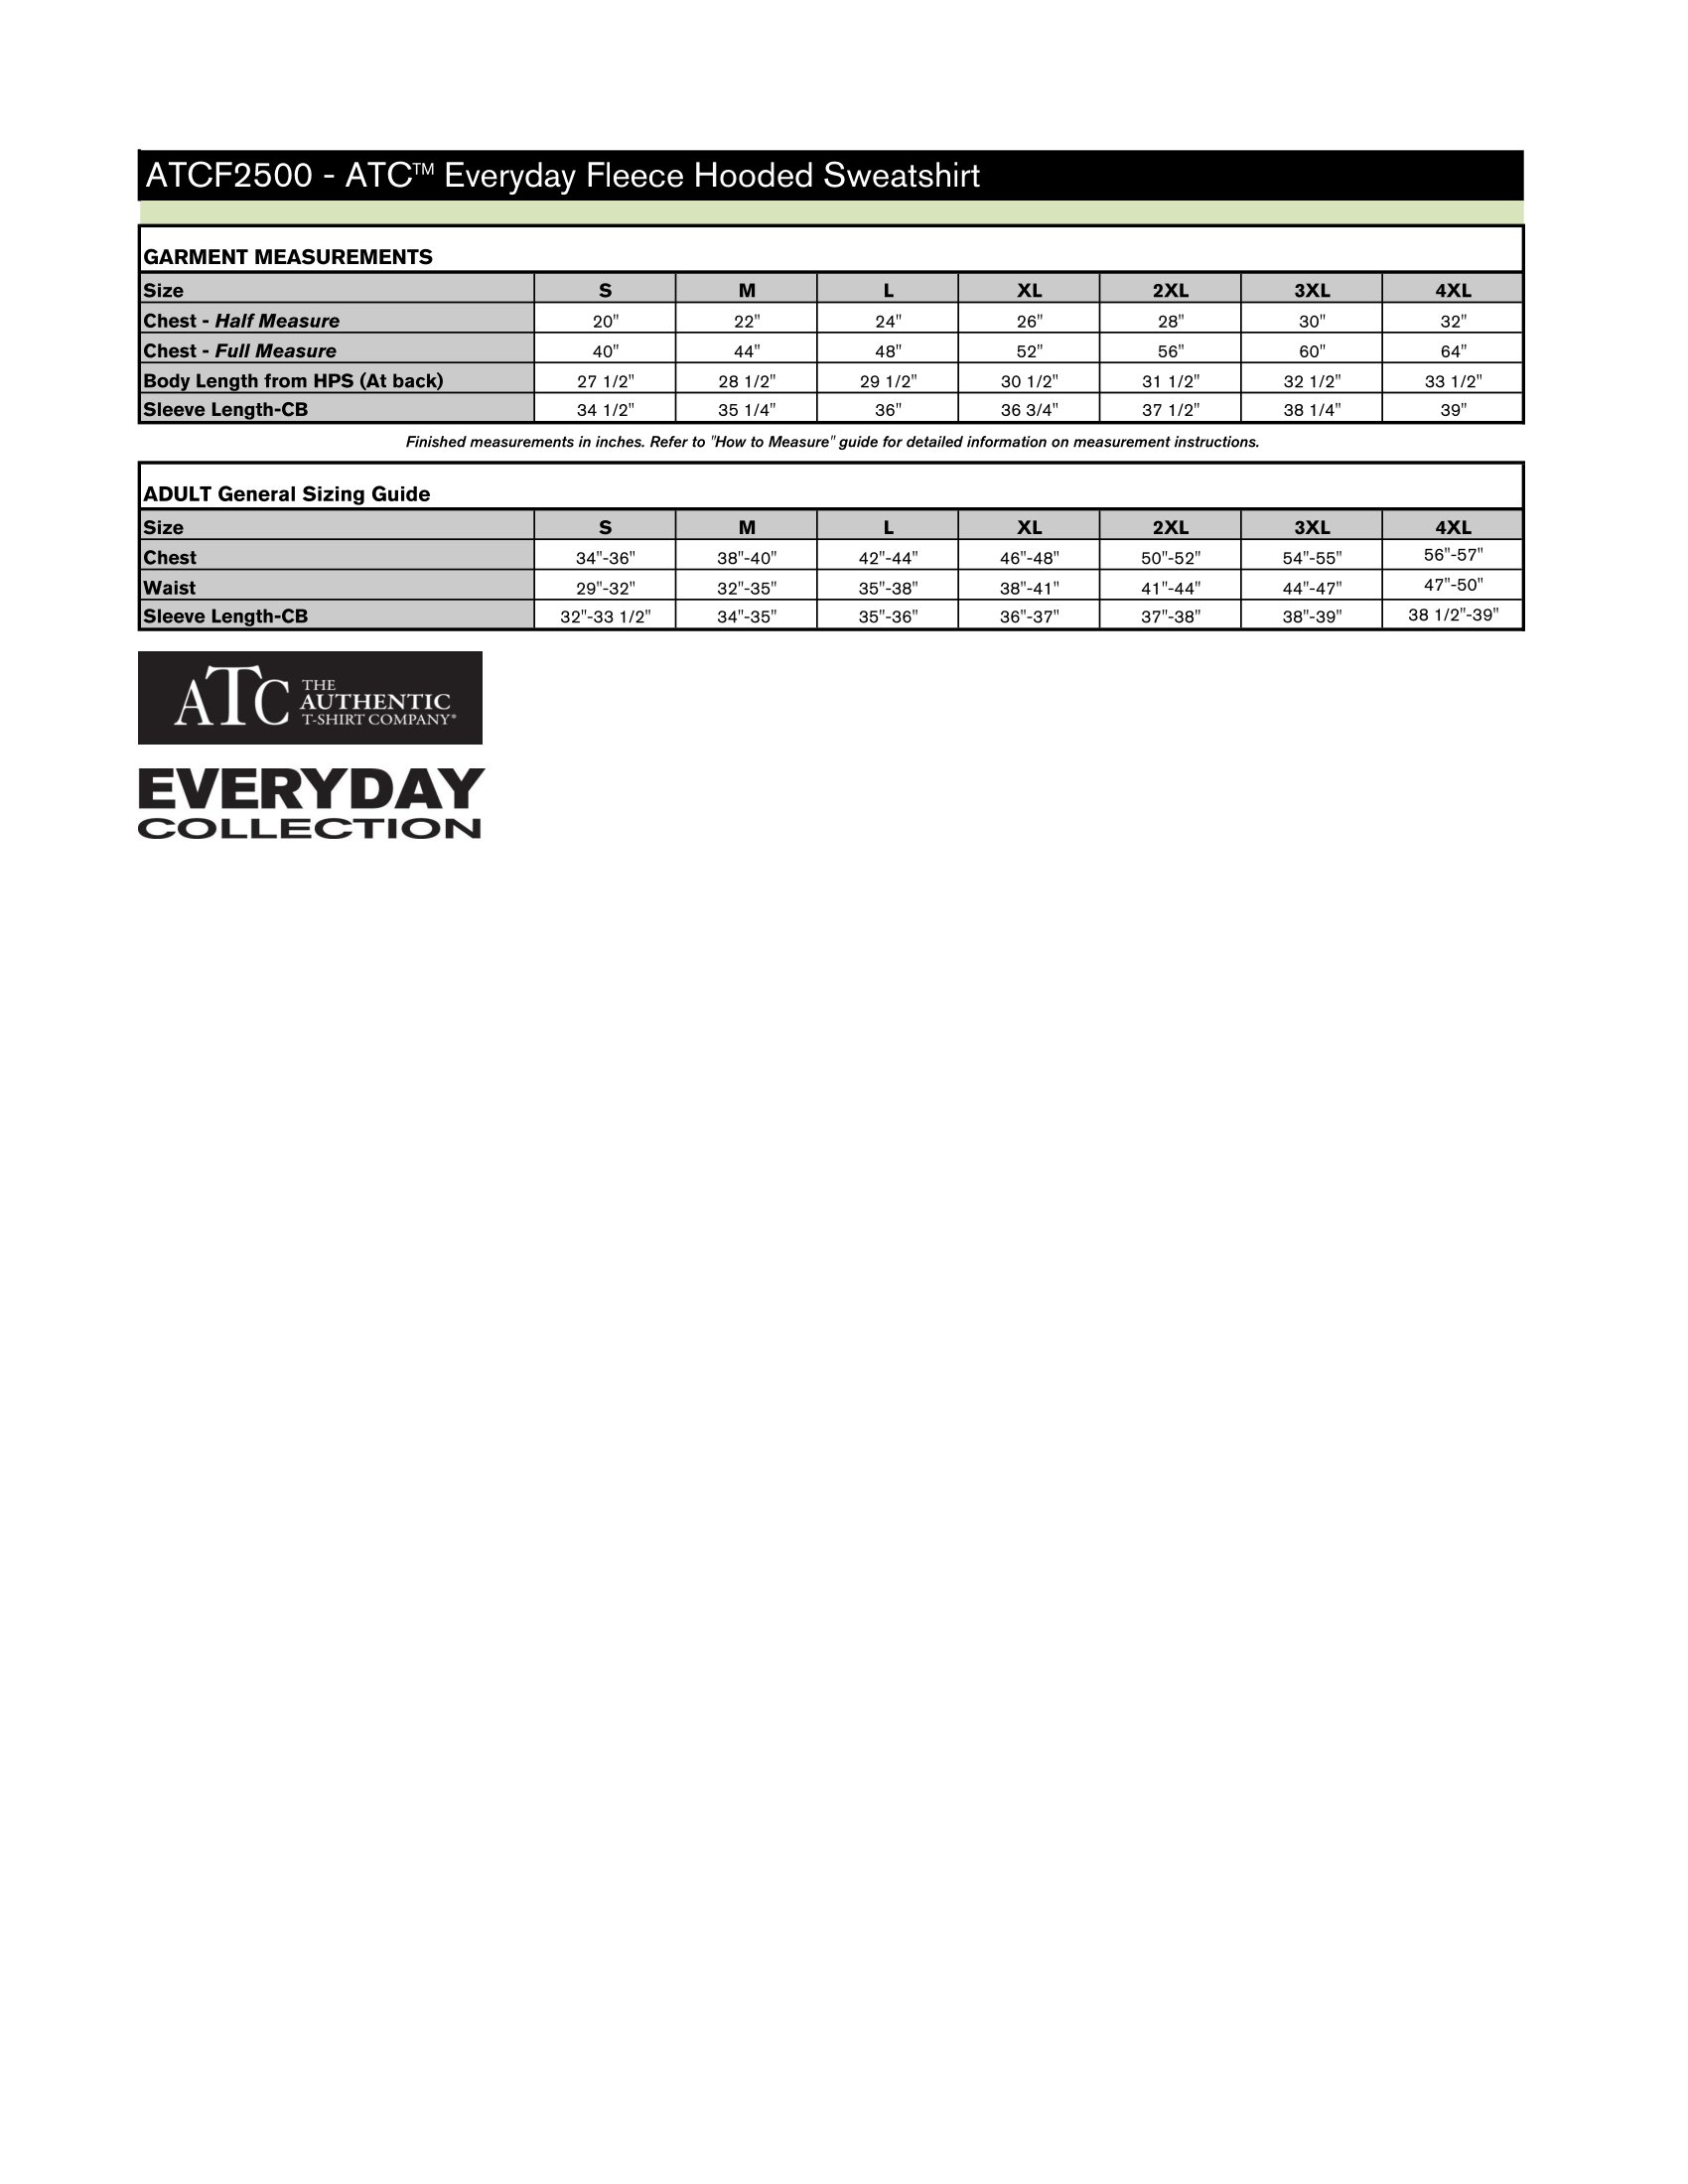 ATCF2500 - ATC™ Everyday Fleece Hooded Sweatshirt
GARMENT MEASUREMENTS
Size S M L XL 2XL 3XL 4XL
Chest - Half Measure 20" 22" 24" 26" 28" 30" 32"
Chest - Full Measure 40" 44" 48" 52" 56" 60" 64"
Body Length from HPS (At back) 27 1/2" 28 1/2" 29 1/2" 30 1/2" 31 1/2" 32 1/2" 33 1/2"
Sleeve Length-CB 34 1/2" 35 1/4" 36" 36 3/4" 37 1/2" 38 1/4" 39"
Finished measurements in inches. Refer to "How to Measure" guide for detailed information on measurement instructions.
ADULT General Sizing Guide
Size S M L XL 2XL 3XL 4XL
Chest 34"-36" 38"-40" 42"-44" 46"-48" 50"-52" 54"-55" 56"-57"
Waist 29"-32" 32"-35" 35"-38" 38"-41" 41"-44" 44"-47" 47"-50"
Sleeve Length-CB 32"-33 1/2" 34"-35" 35"-36" 36"-37" 37"-38" 38"-39" 38 1/2"-39"
ATC THE
AUTHENTIC
T-SHIRT COMPANY®
EVERYDAY
COLLECTION